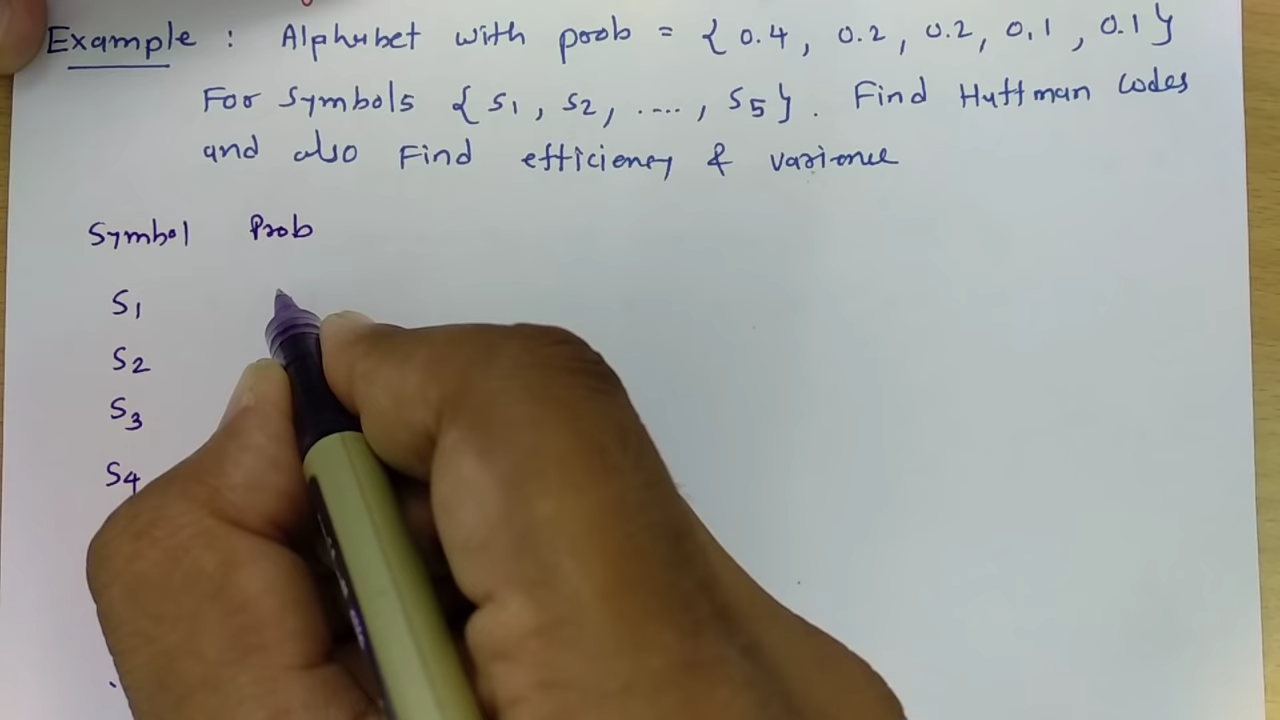 Example : Alphabet with prob = { 0.4, 0.2, 0.2, 0.1, 0.1 }
For Symbols { S1, S2, ...., S5 }. Find Huffman Codes
and also Find efficiency & variance
Symbol Prob
S1
S2
S3
S4